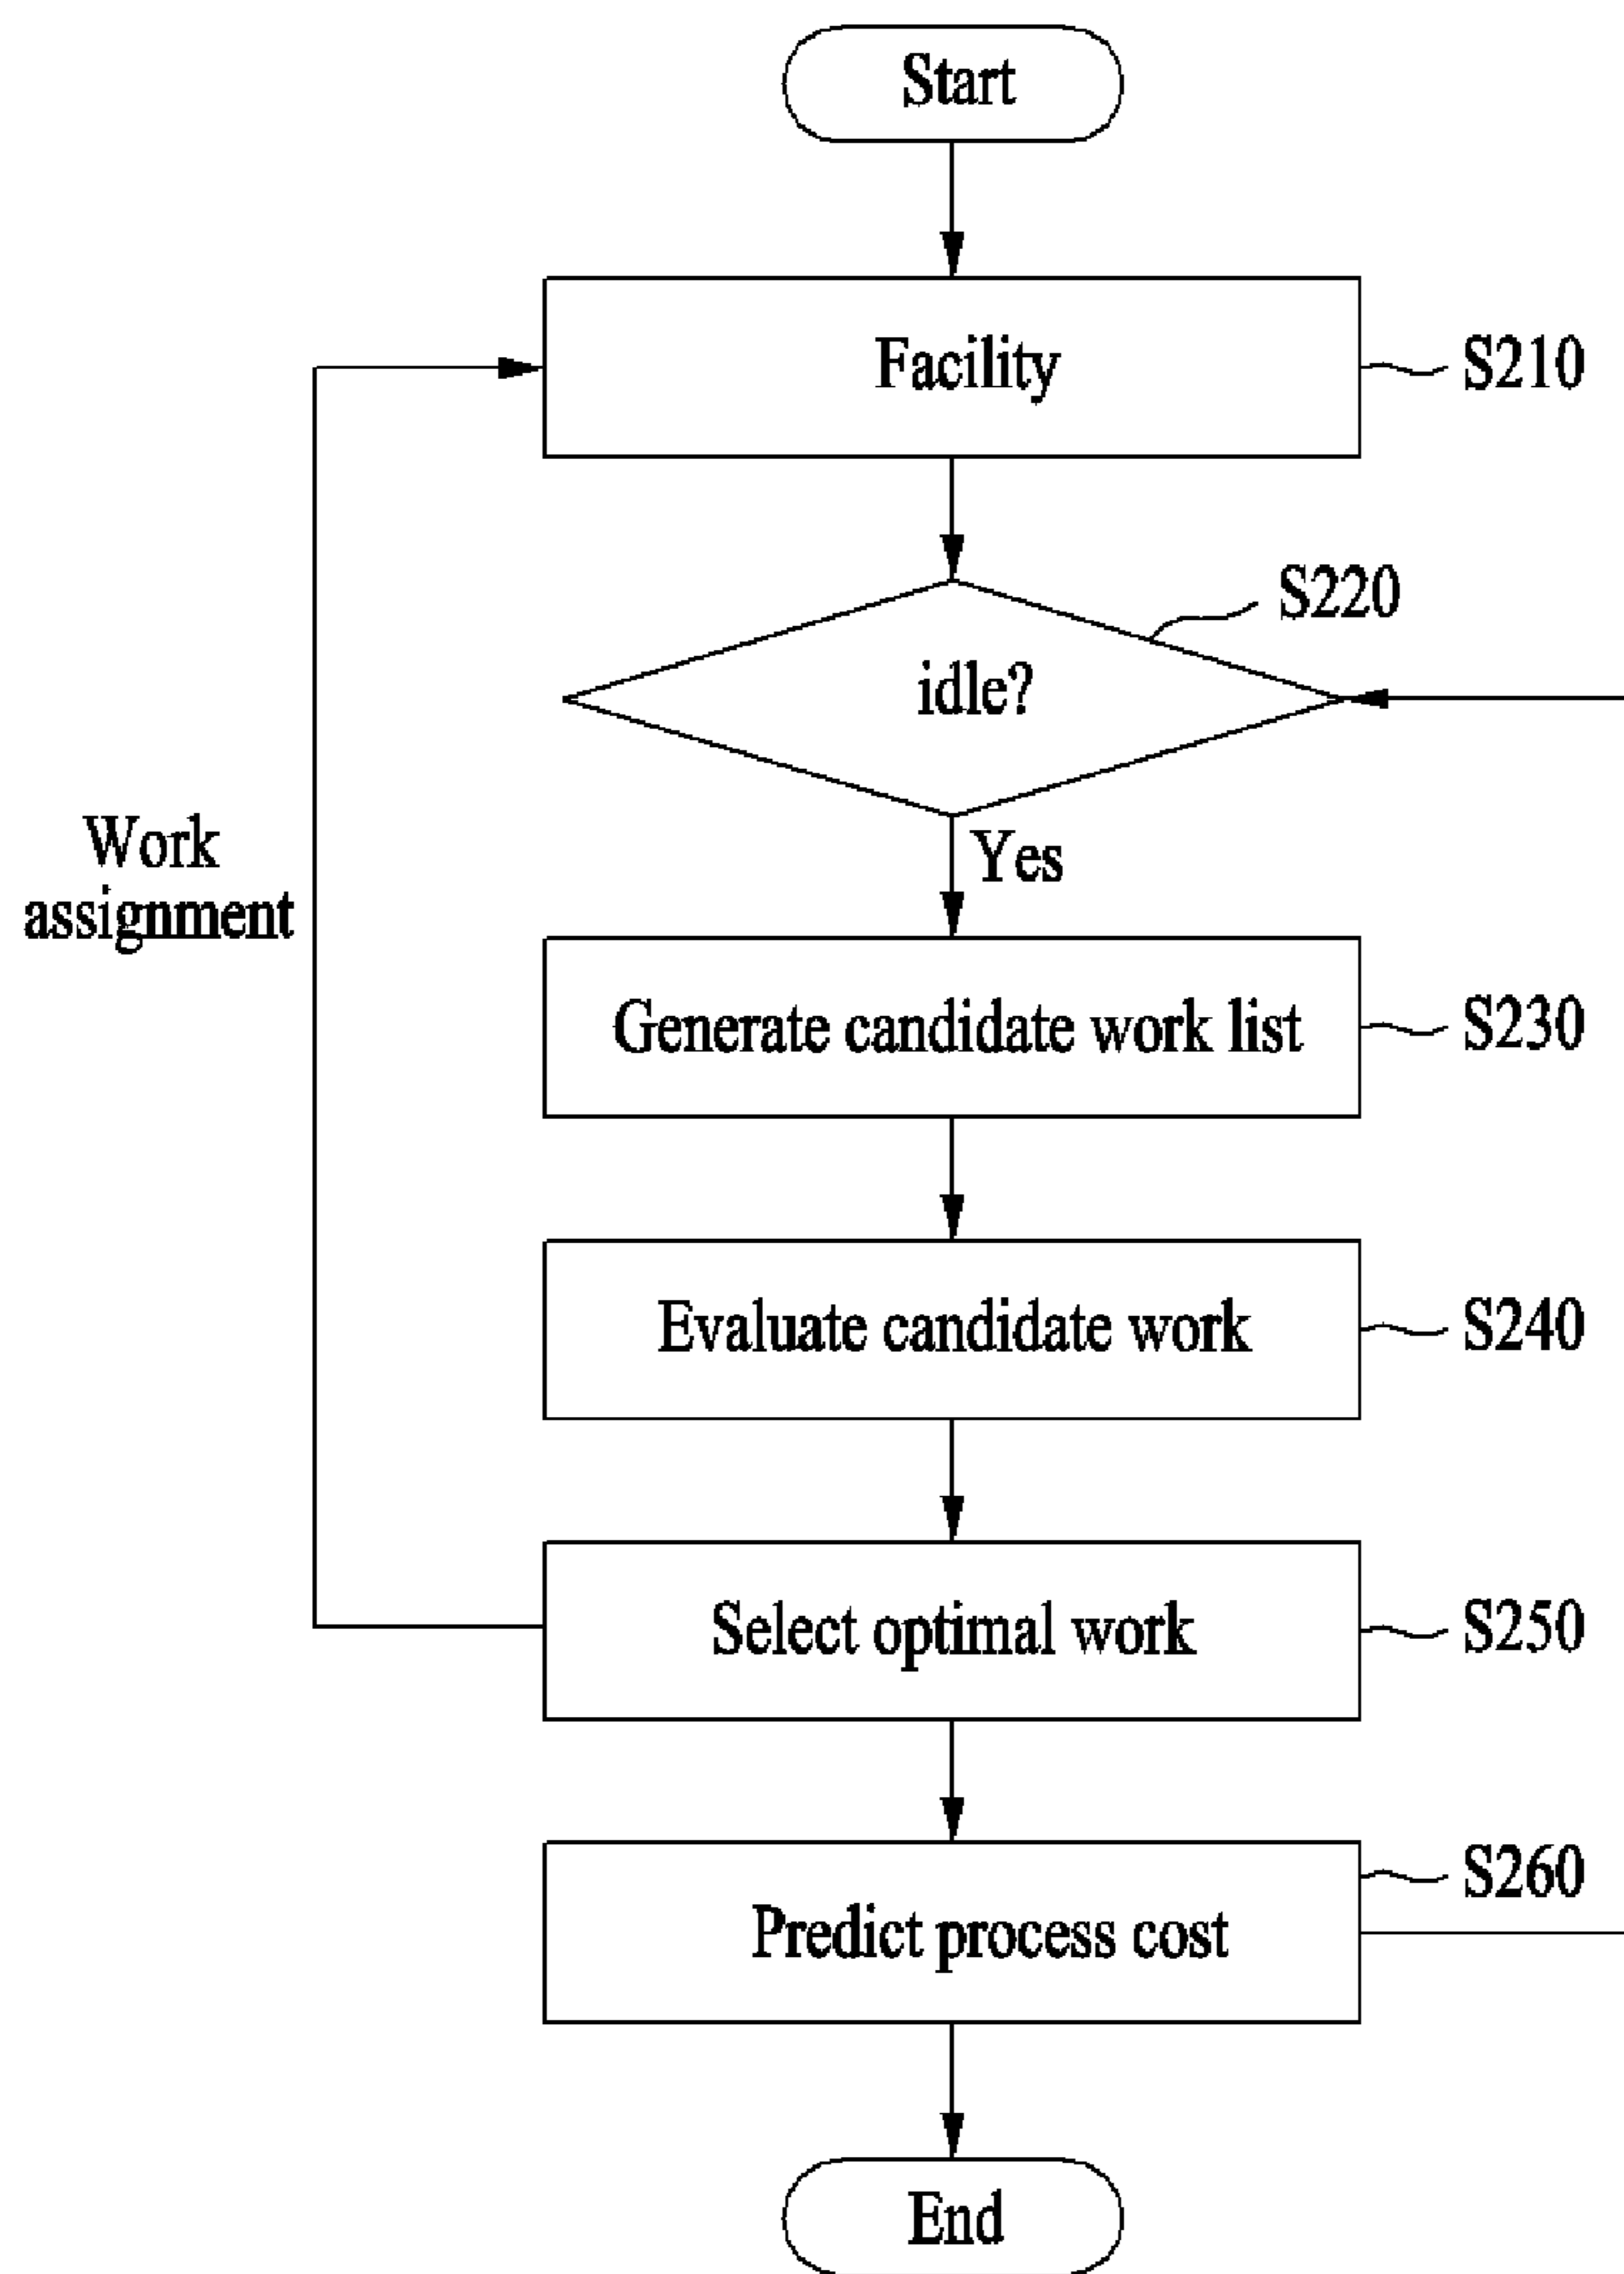 Start
Facility
S210
S220
idle?
Yes
Work
assignment
Generate candidate work list
S230
Evaluate candidate work
S240
Select optimal work
S250
Predict process cost
S260
End